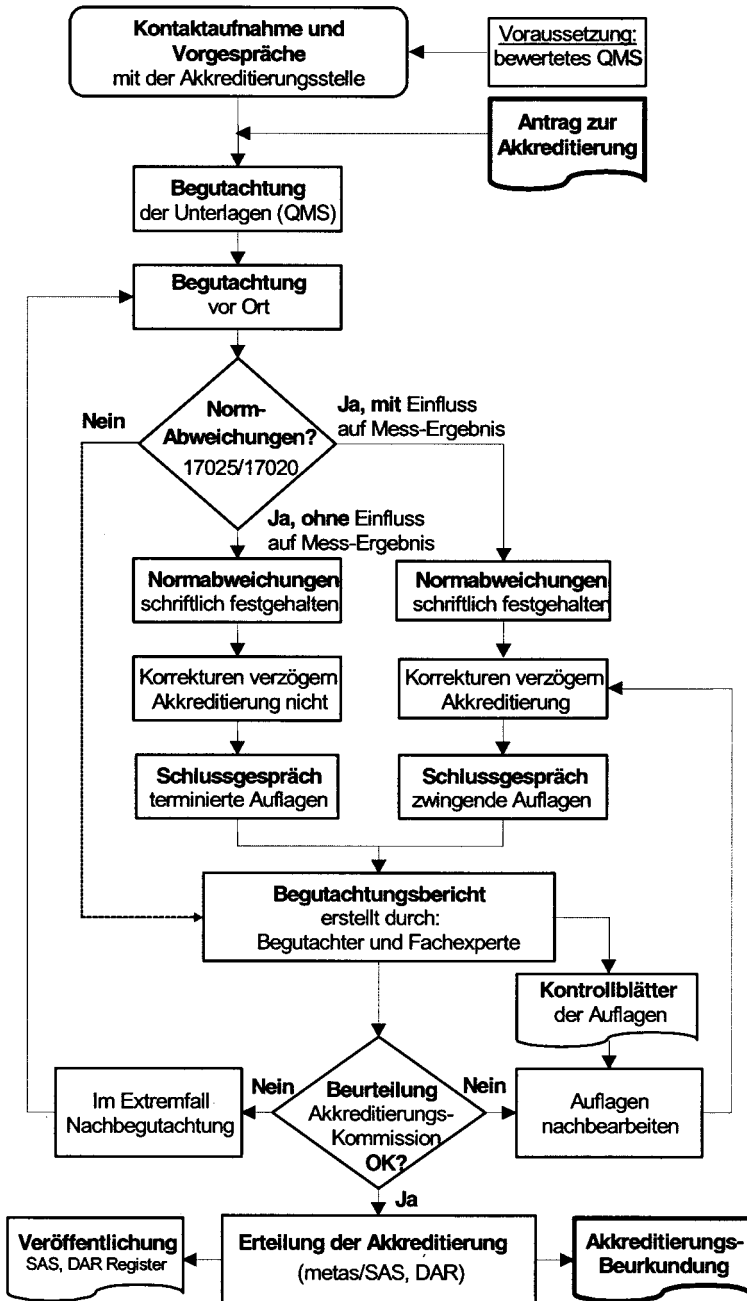 Kontaktaufnahme und
Vorgespräche
mit der Akkreditierungsstelle
Voraussetzung:
bewertetes QMS
Antrag zur
Akkreditierung
Begutachtung
der Unterlagen (QMS)
Begutachtung
vor Ort
Nein
Norm-
Abweichungen?
17025/17020
Ja, mit Einfluss
auf Mess-Ergebnis
Ja, ohne Einfluss
auf Mess-Ergebnis
Normabweichungen
schriftlich festgehalten
Normabweichungen
schriftlich festgehalten
Korrekturen verzögern
Akkreditierung nicht
Korrekturen verzögern
Akkreditierung
Schlussgespräch
terminierte Auflagen
Schlussgespräch
zwingende Auflagen
Begutachtungsbericht
erstellt durch:
Begutachter und Fachexperte
Kontrollblätter
der Auflagen
Im Extremfall
Nachbegutachtung
Nein
Beurteilung
Akkreditierungs-
Kommission
OK?
Nein
Auflagen
nachbearbeiten
Ja
Veröffentlichung
SAS, DAR Register
Erteilung der Akkreditierung
(metas/SAS, DAR)
Akkreditierungs-
Beurkundung